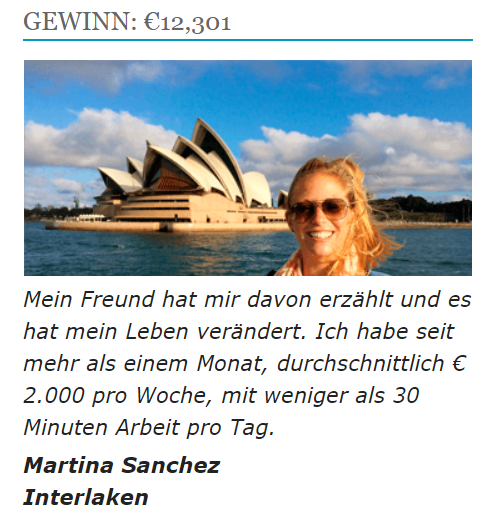 GEWINN: €12,301
Mein Freund hat mir davon erzählt und es
hat mein Leben verändert. Ich habe seit
mehr als einem Monat, durchschnittlich €
2.000 pro Woche, mit weniger als 30
Minuten Arbeit pro Tag.
Martina Sanchez
Interlaken